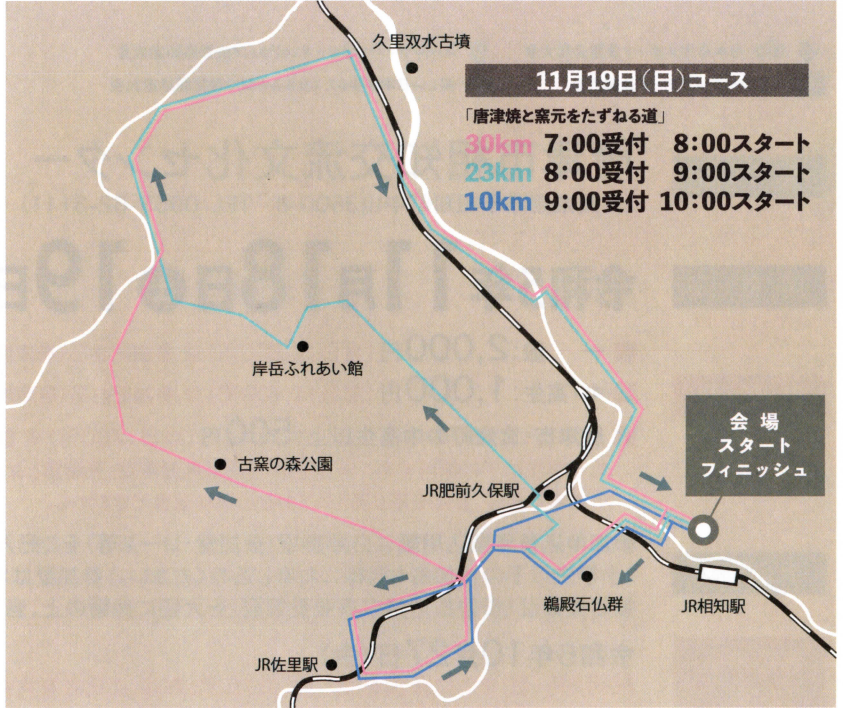 久里双水古墳
11月19日(日)コース
「唐津焼と窯元をたずねる道」
30km 7:00受付 8:00スタート
23km 8:00受付 9:00スタート
10km 9:00受付 10:00スタート
岸岳ふれあい館
会場
スタート
フィニッシュ
古窯の森公園
JR肥前久保駅
鵜殿石仏群
JR相知駅
JR佐里駅